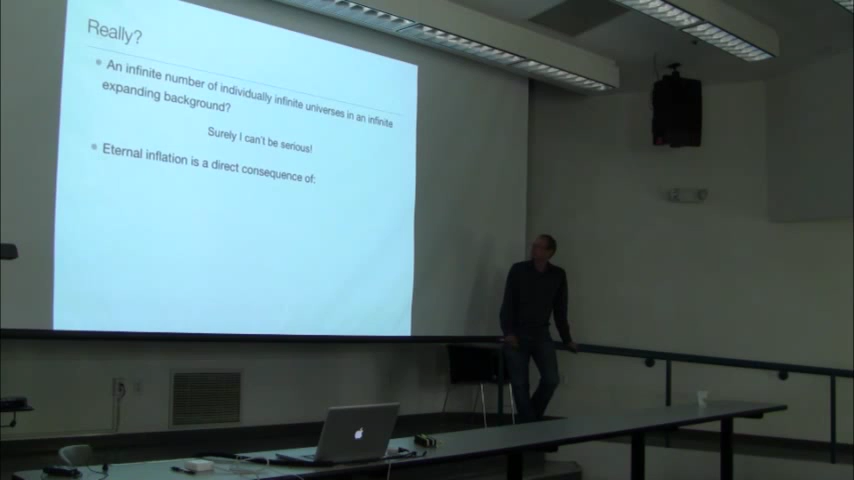 Really?
• An infinite number of individually infinite universes in an infinite
expanding background?
Surely I can't be serious!
• Eternal inflation is a direct consequence of: